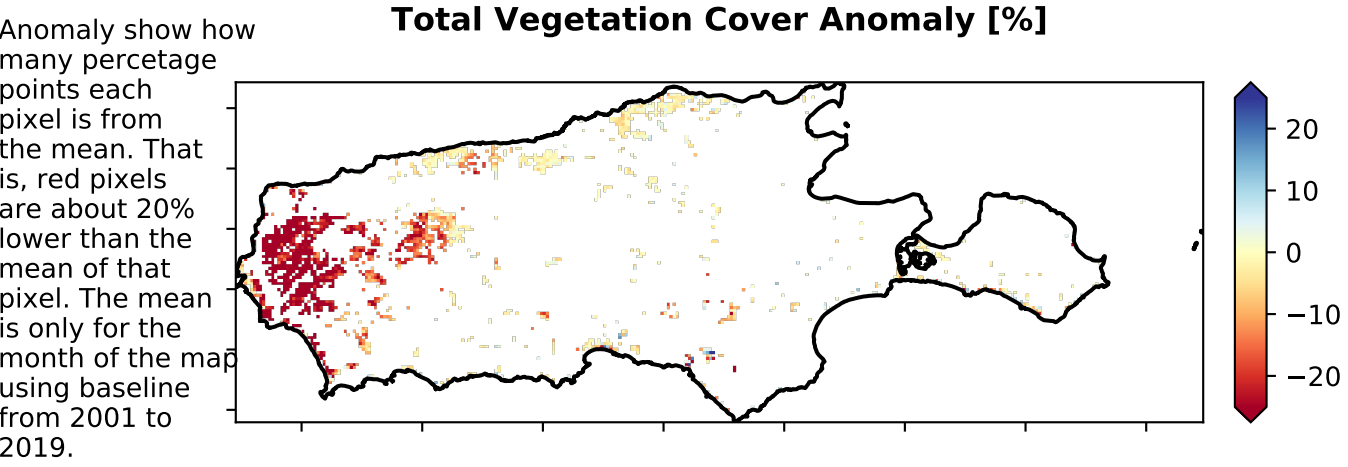 Total Vegetation Cover Anomaly [%]
Anomaly show how
many percetage
points each
pixel is from
the mean. That
is, red pixels
are about 20%
lower than the
mean of that
pixel. The mean
is only for the
month of the map
using baseline
from 2001 to
2019.
20
10
0
−10
−20